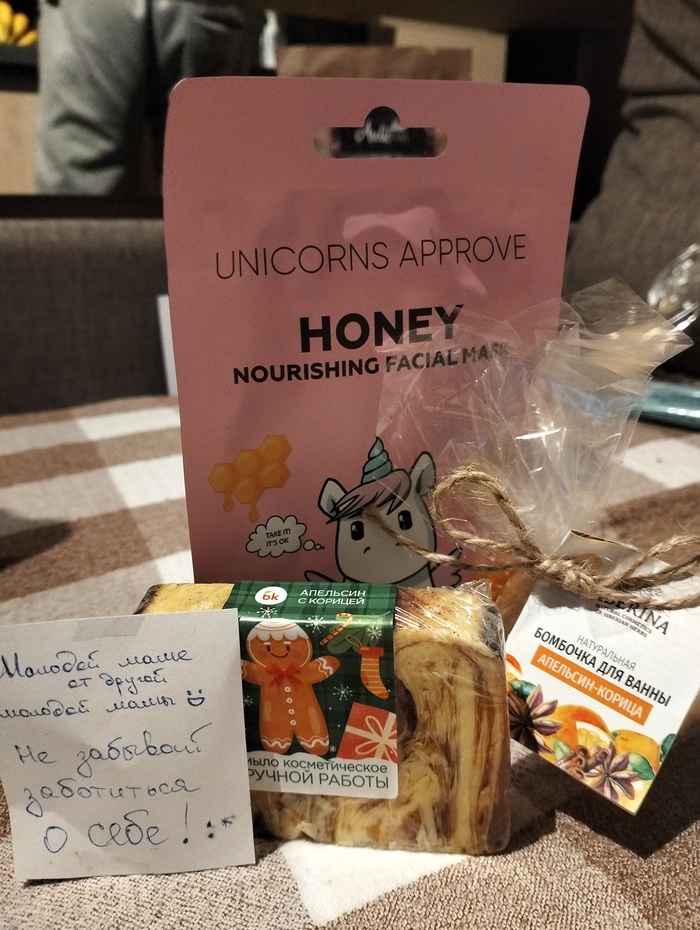 UNICORNS APPROVE
HONEY
NOURISHING FACIAL MASK
TAKE IT!
IT'S OK
бk
АПЕЛЬСИН
С КОРИЦЕЙ
мыло косметическое
РУЧНОЙ РАБОТЫ
Молодой маме
от другой
молодой мамы
Не забывай
заботиться
о себе!
НАТУРАЛЬНАЯ
БОМБОЧКА ДЛЯ ВАННЫ
АПЕЛЬСИН-КОРИЦА